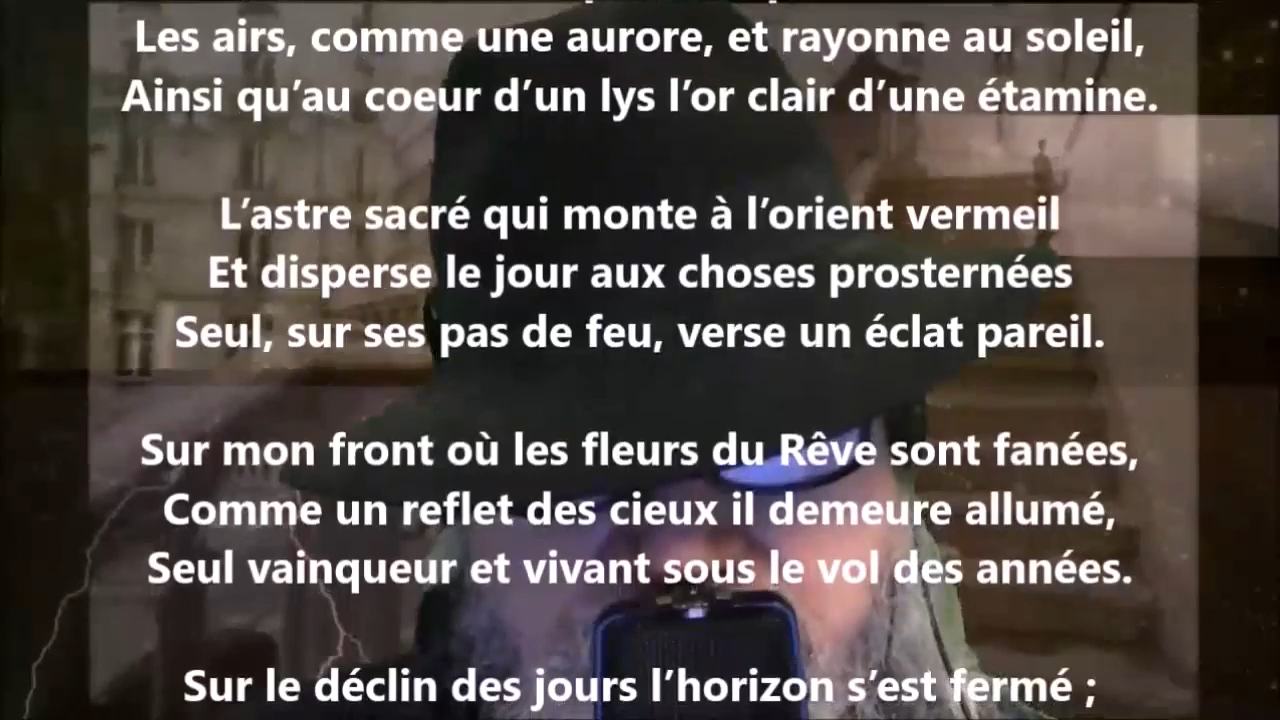 Les airs, comme une aurore, et rayonne au soleil,
Ainsi qu’au coeur d’un lys l’or clair d’une étamine.
L’astre sacré qui monte à l’orient vermeil
Et disperse le jour aux choses prosternées
Seul, sur ses pas de feu, verse un éclat pareil.
Sur mon front où les fleurs du Rêve sont fanées,
Comme un reflet des cieux il demeure allumé,
Seul vainqueur et vivant sous le vol des années.
Sur le déclin des jours l’horizon s’est fermé ;